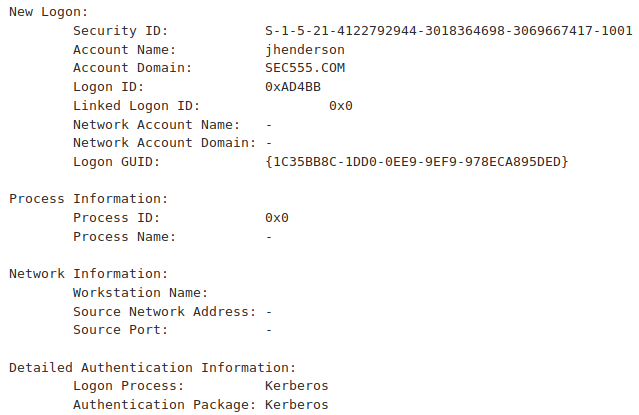 New Logon:
Security ID: S-1-5-21-4122792944-3018364698-3069667417-1001
Account Name: jhenderson
Account Domain: SEC555.COM
Logon ID: 0xAD4BB
Linked Logon ID: 0x0
Network Account Name: -
Network Account Domain: -
Logon GUID: {1C35BB8C-1DD0-0EE9-9EF9-978ECA895DED}
Process Information:
Process ID: 0x0
Process Name: -
Network Information:
Workstation Name:
Source Network Address: -
Source Port: -
Detailed Authentication Information:
Logon Process: Kerberos
Authentication Package: Kerberos